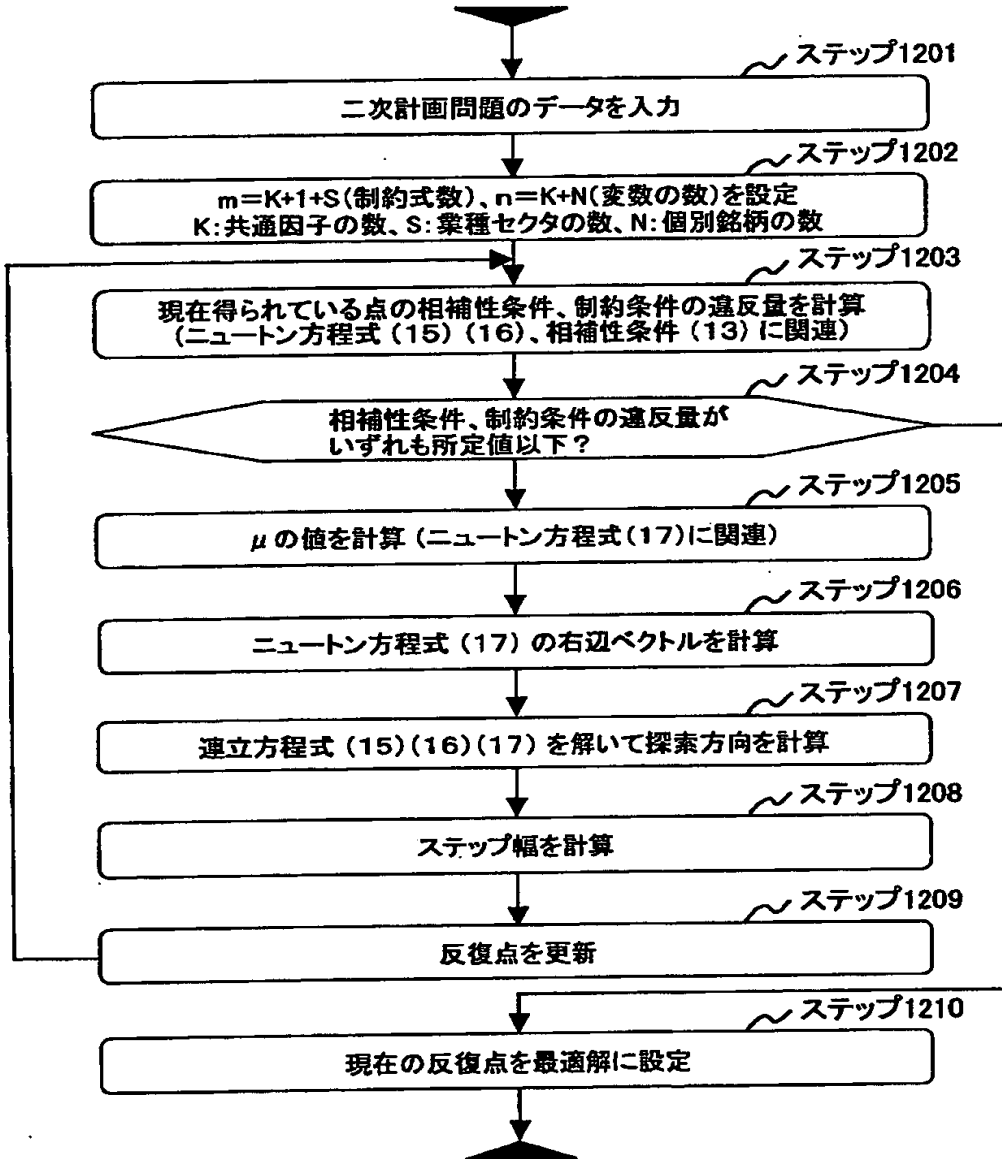 ステップ1201
二次計画問題のデータを入力
ステップ1202
m=K+1+S(制約式数)、n=K+N(変数の数)を設定
K:共通因子の数、S:業種セクタの数、N:個別銘柄の数
ステップ1203
現在得られている点の相補性条件、制約条件の違反量を計算
(ニュートン方程式(15)(16)、相補性条件(13)に関連)
ステップ1204
相補性条件、制約条件の違反量が
いずれも所定値以下?
ステップ1205
μの値を計算(ニュートン方程式(17)に関連)
ステップ1206
ニュートン方程式(17)の右辺ベクトルを計算
ステップ1207
連立方程式(15)(16)(17)を解いて探索方向を計算
ステップ1208
ステップ幅を計算
ステップ1209
反復点を更新
ステップ1210
現在の反復点を最適解に設定